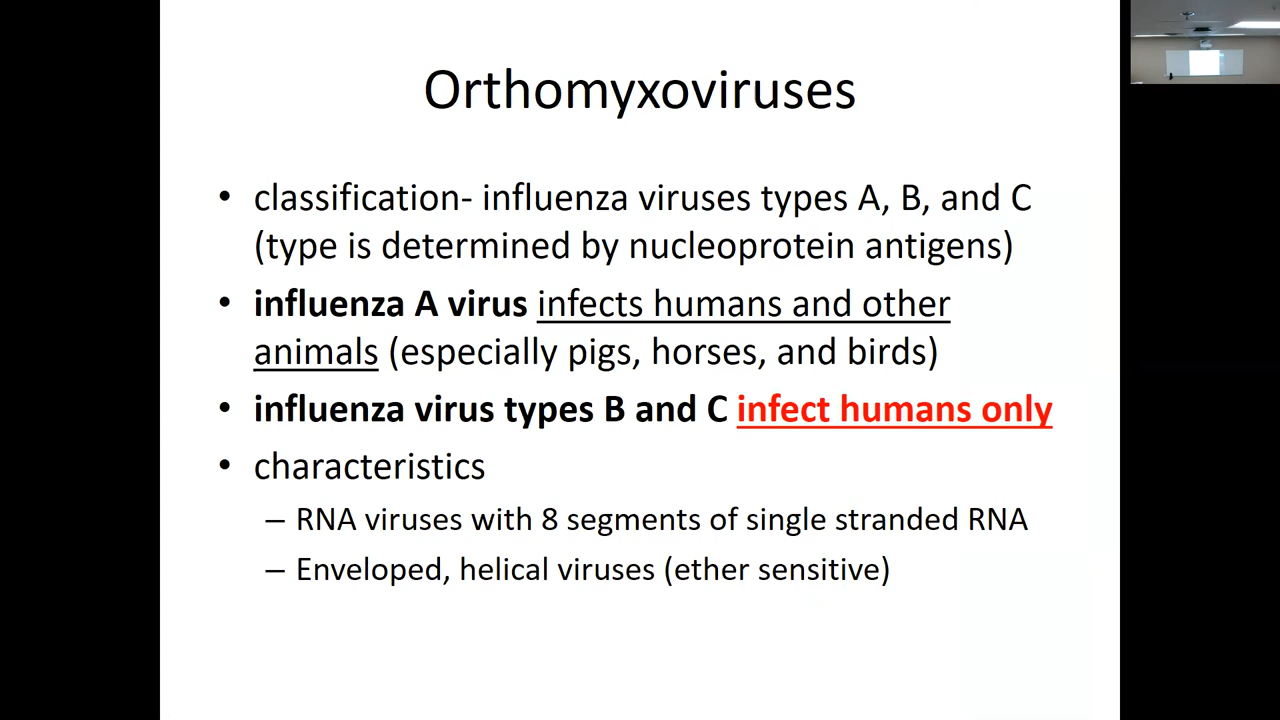 Orthomyxoviruses
• classification- influenza viruses types A, B, and C
(type is determined by nucleoprotein antigens)
• influenza A virus infects humans and other
animals (especially pigs, horses, and birds)
• influenza virus types B and C infect humans only
• characteristics
– RNA viruses with 8 segments of single stranded RNA
– Enveloped, helical viruses (ether sensitive)